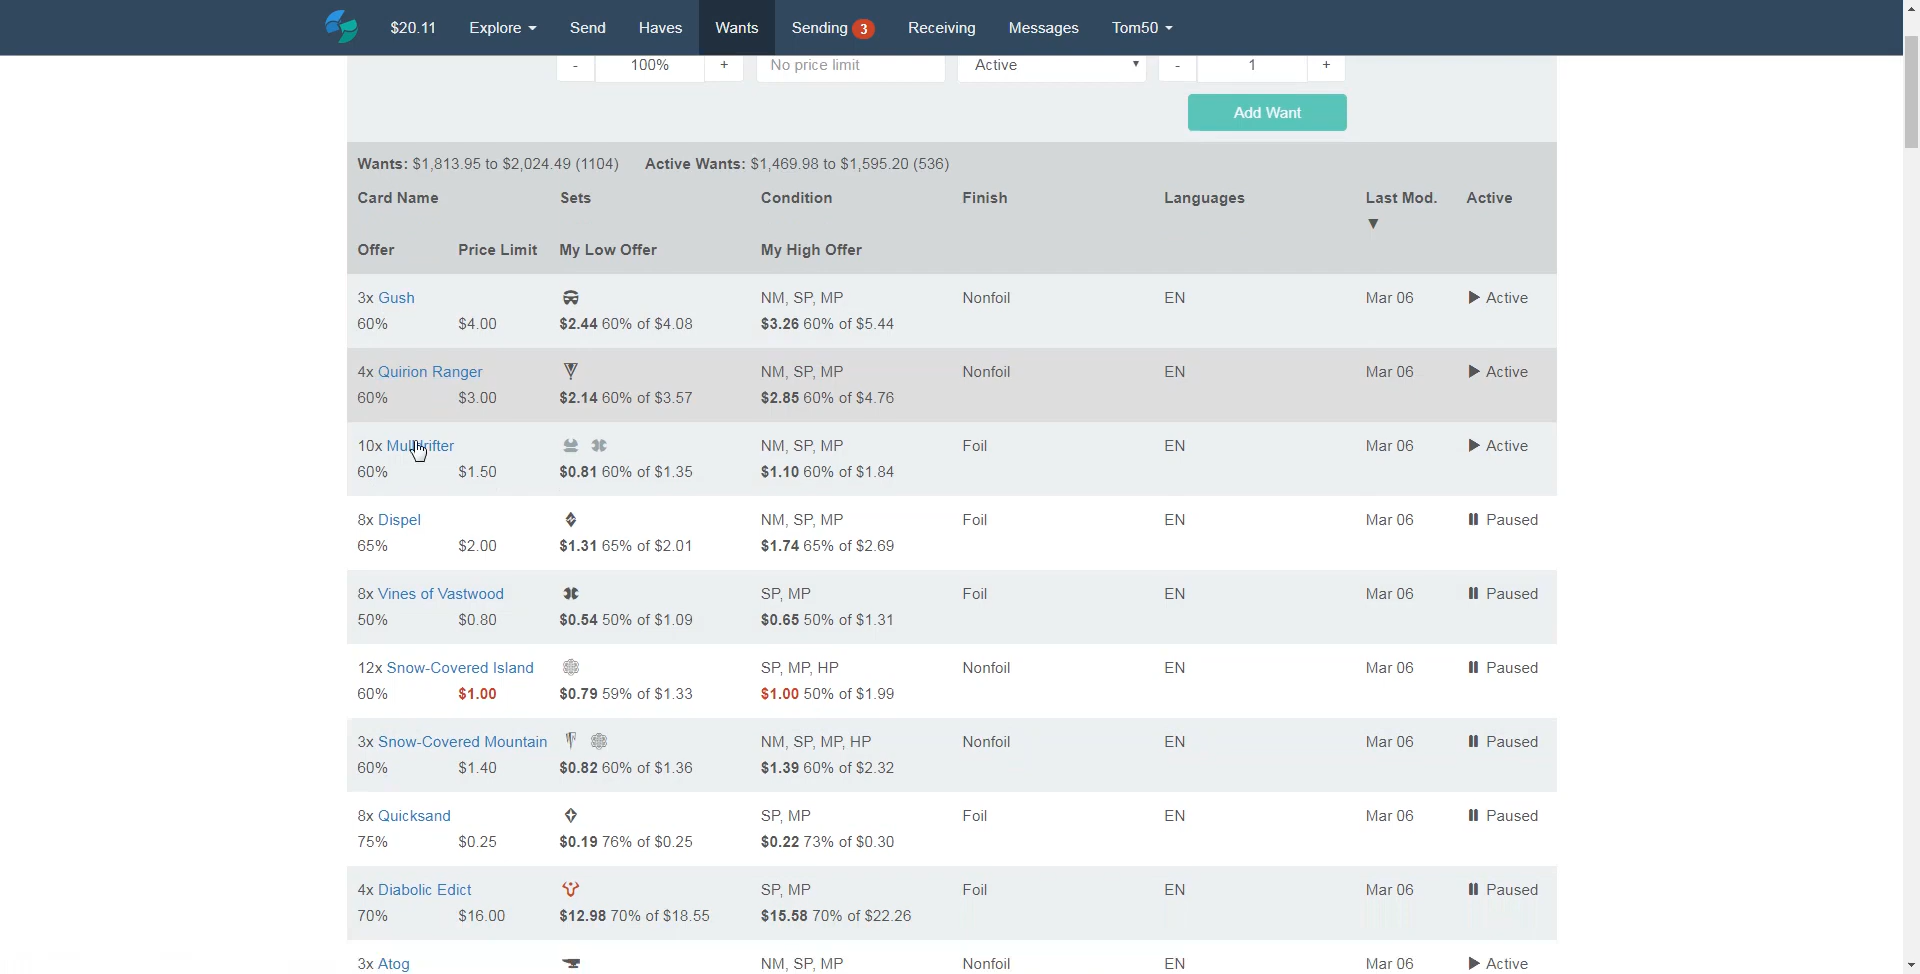 $20.11 Explore Send Haves Wants Sending 3 Receiving Messages Tom50
- 100% + No price limit Active - 1 +
Add Want
Wants: $1,813.95 to $2,024.49 (1104) Active Wants: $1,469.98 to $1,595.20 (536)
Card Name Sets Condition Finish Languages Last Mod. Active
Offer Price Limit My Low Offer My High Offer
3x Gush NM, SP, MP Nonfoil EN Mar 06 Active
60% $4.00 $2.44 60% of $4.08 $3.26 60% of $5.44
4x Quirion Ranger NM, SP, MP Nonfoil EN Mar 06 Active
60% $3.00 $2.14 60% of $3.57 $2.85 60% of $4.76
10x Mulldrifter NM, SP, MP Foil EN Mar 06 Active
60% $1.50 $0.81 60% of $1.35 $1.10 60% of $1.84
8x Dispel NM, SP, MP Foil EN Mar 06 Paused
65% $2.00 $1.31 65% of $2.01 $1.74 65% of $2.69
8x Vines of Vastwood SP, MP Foil EN Mar 06 Paused
50% $0.80 $0.54 50% of $1.09 $0.65 50% of $1.31
12x Snow-Covered Island SP, MP, HP Nonfoil EN Mar 06 Paused
60% $1.00 $0.79 59% of $1.33 $1.00 50% of $1.99
3x Snow-Covered Mountain NM, SP, MP, HP Nonfoil EN Mar 06 Paused
60% $1.40 $0.82 60% of $1.36 $1.39 60% of $2.32
8x Quicksand SP, MP Foil EN Mar 06 Paused
75% $0.25 $0.19 76% of $0.25 $0.22 73% of $0.30
4x Diabolic Edict SP, MP Foil EN Mar 06 Paused
70% $16.00 $12.98 70% of $18.55 $15.58 70% of $22.26
3x Atog NM, SP, MP Nonfoil EN Mar 06 Active